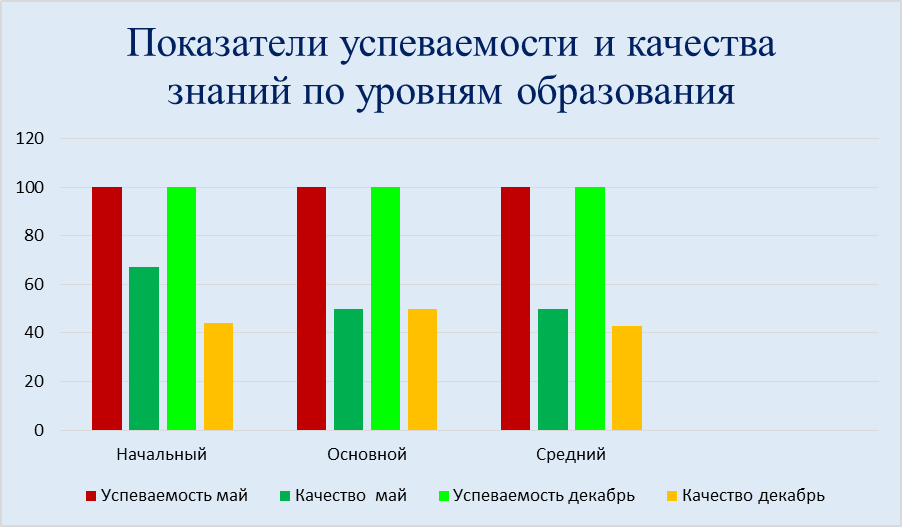 Показатели успеваемости и качества
знаний по уровням образования
120
100
80
60
40
20
0
Начальный Основной Средний
Успеваемость май Качество  май Успеваемость декабрь Качество декабрь